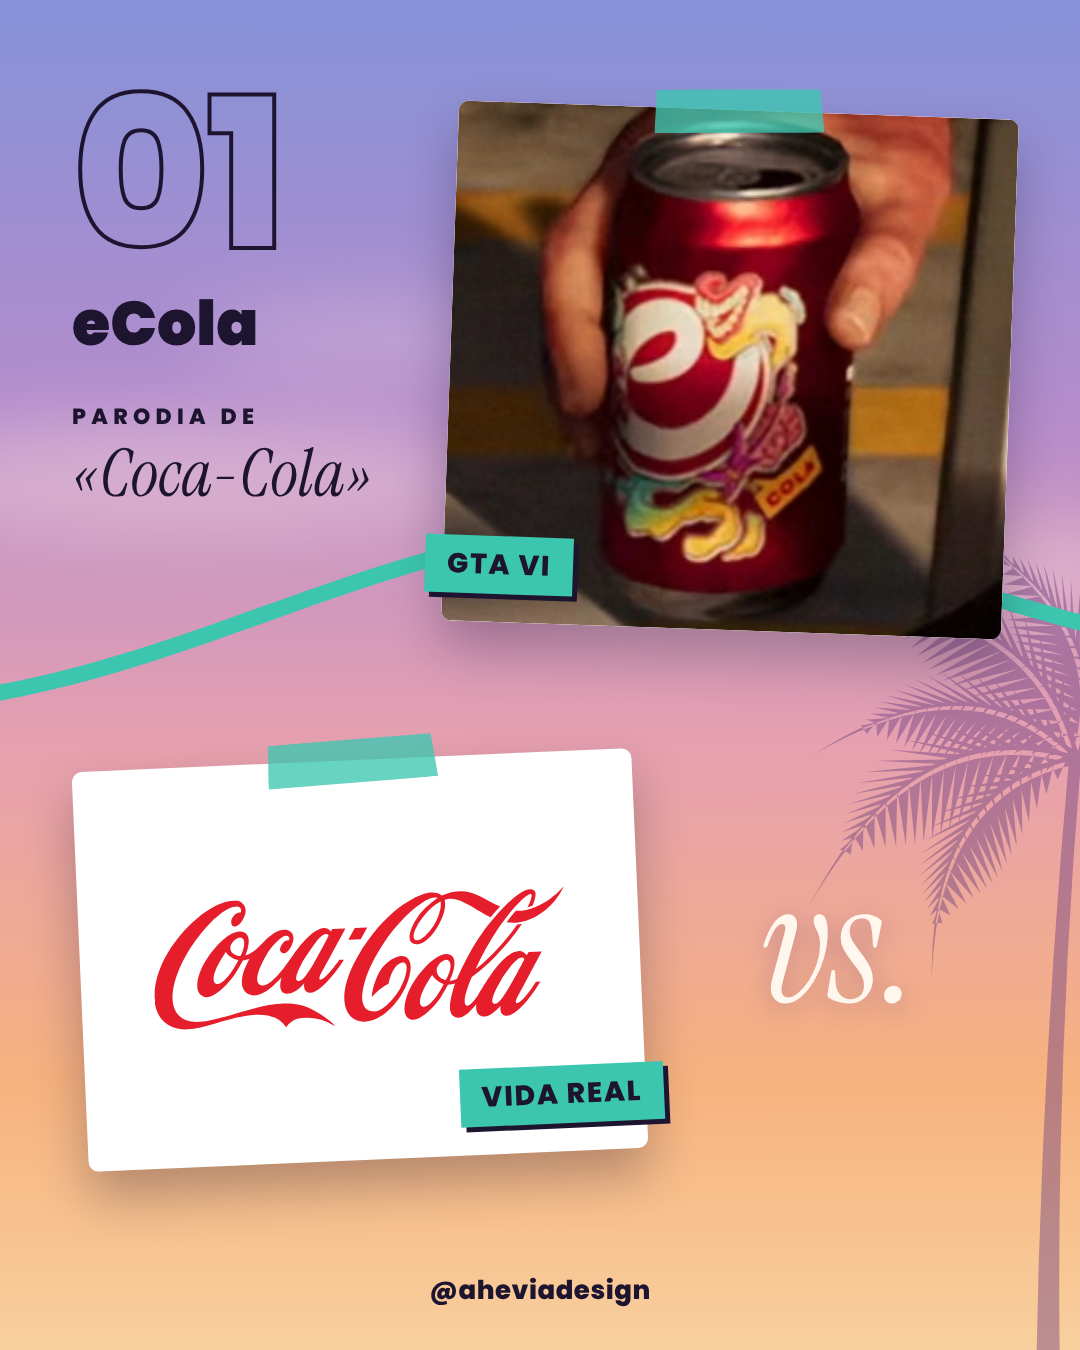 01
eCola
PARODIA DE
«Coca-Cola»
e
COLA
GTA VI
Coca-Cola
VIDA REAL
vs.
@aheviadesign